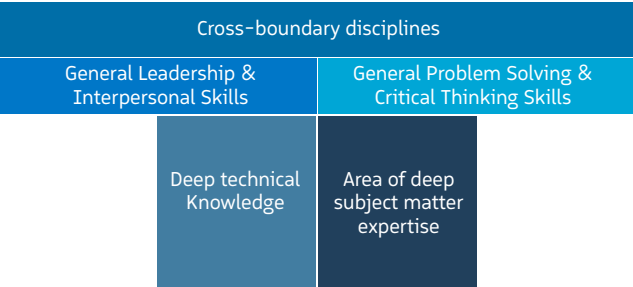 Cross-boundary disciplines
General Leadership &
Interpersonal Skills
General Problem Solving &
Critical Thinking Skills
Deep technical
Knowledge
Area of deep
subject matter
expertise